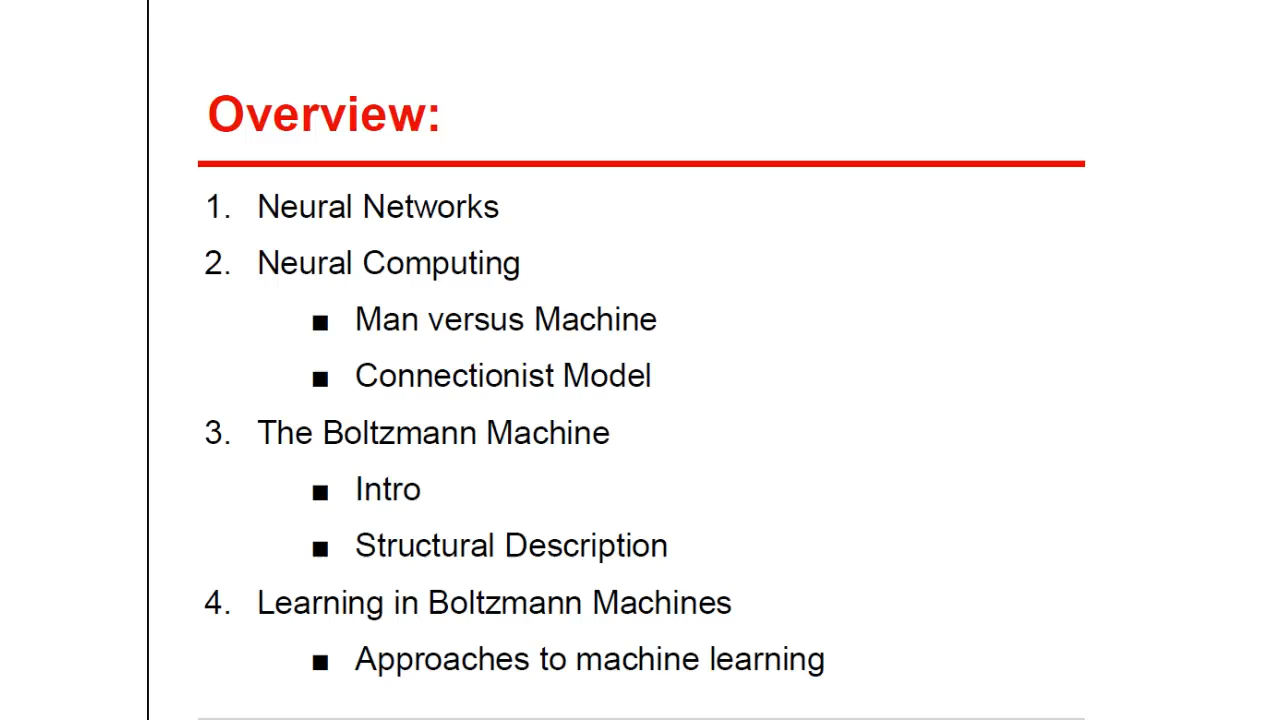 Overview:
1. Neural Networks
2. Neural Computing
■ Man versus Machine
■ Connectionist Model
3. The Boltzmann Machine
■ Intro
■ Structural Description
4. Learning in Boltzmann Machines
■ Approaches to machine learning